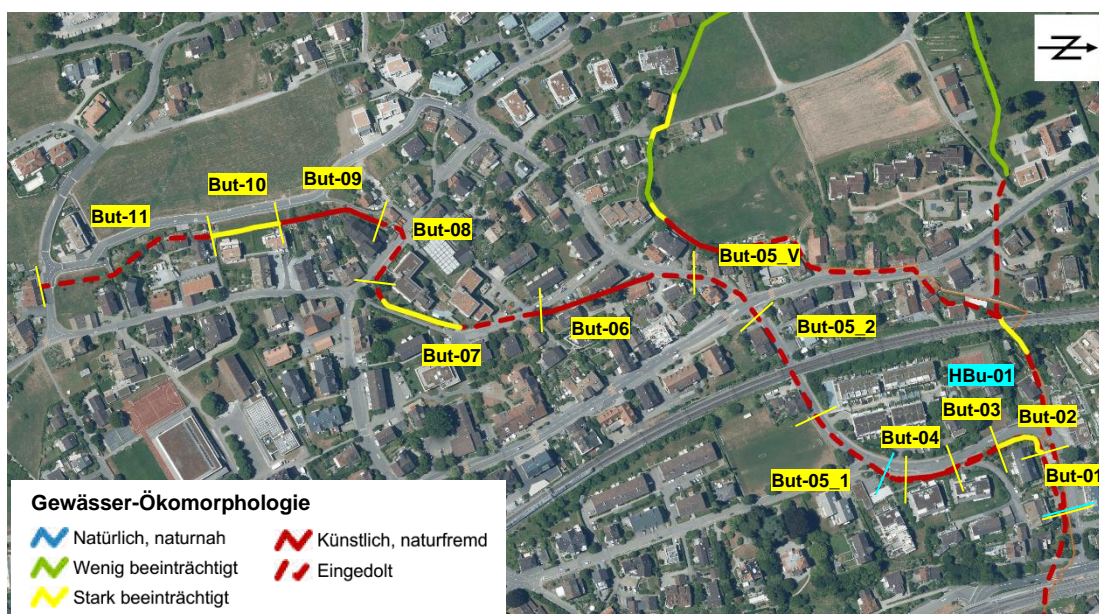 But-10
But-09
But-11
But-08
But-05_V
But-06
But-05_2
But-07
HBu-01
But-03
But-02
But-04
But-05_1
But-01
Gewässer-Ökomorphologie
Natürlich, naturnah
Künstlich, naturfremd
Wenig beeinträchtigt
Eingedolt
Stark beeinträchtigt